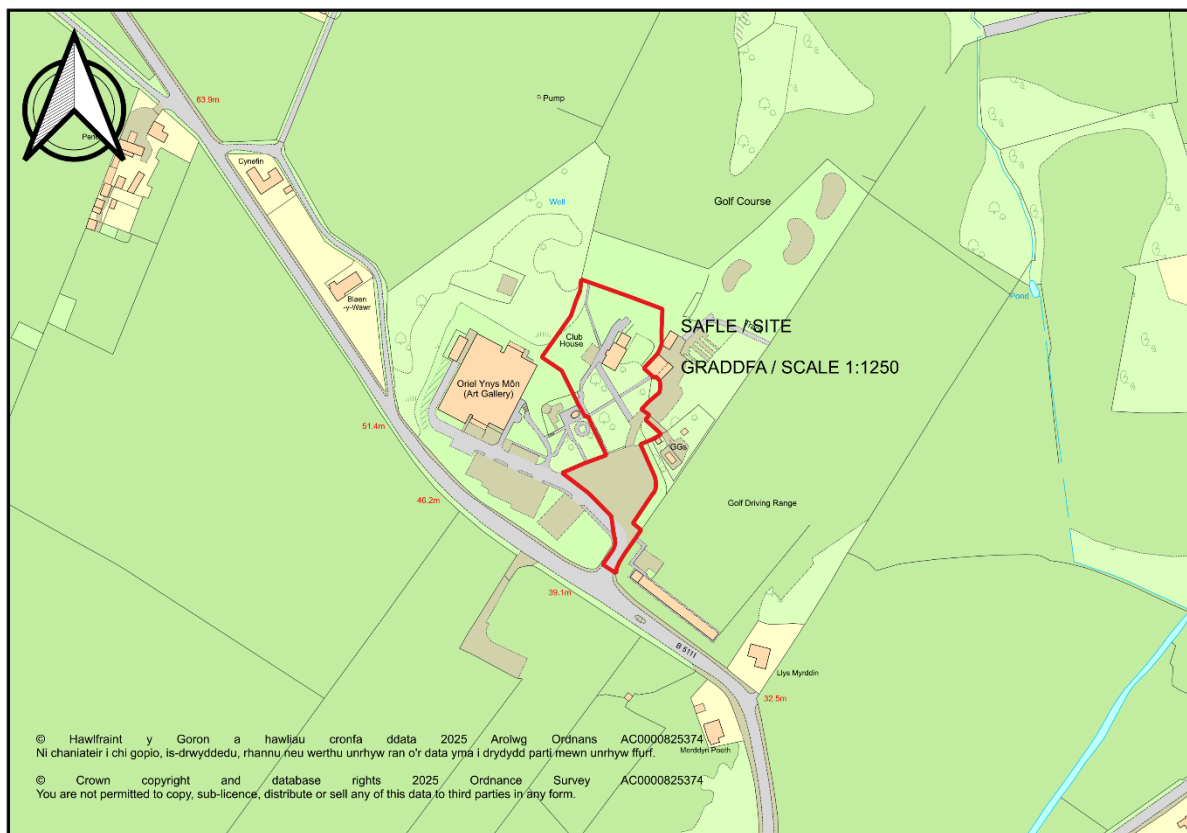 63.9m
Pump
Cynefin
Well
Golf Course
Blaen
-y-Wawr
Pond
Club
House
SAFLE / SITE
GRADDFA / SCALE 1:1250
Oriel Ynys Môn
(Art Gallery)
51.4m
GGs
46.2m
Golf Driving Range
39.1m
B 5111
Llys Myrddin
32.5m
Merddyn Poeth
© Hawlfraint y Goron a hawliau cronfa ddata 2025 Arolwg Ordnans AC0000825374
Ni chaniateir i chi gopio, is-drwyddedu, rhannu neu werthu unrhyw ran o'r data yma i drydydd parti mewn unrhyw ffurf.
© Crown copyright and database rights 2025 Ordnance Survey AC0000825374
You are not permitted to copy, sub-licence, distribute or sell any of this data to third parties in any form.